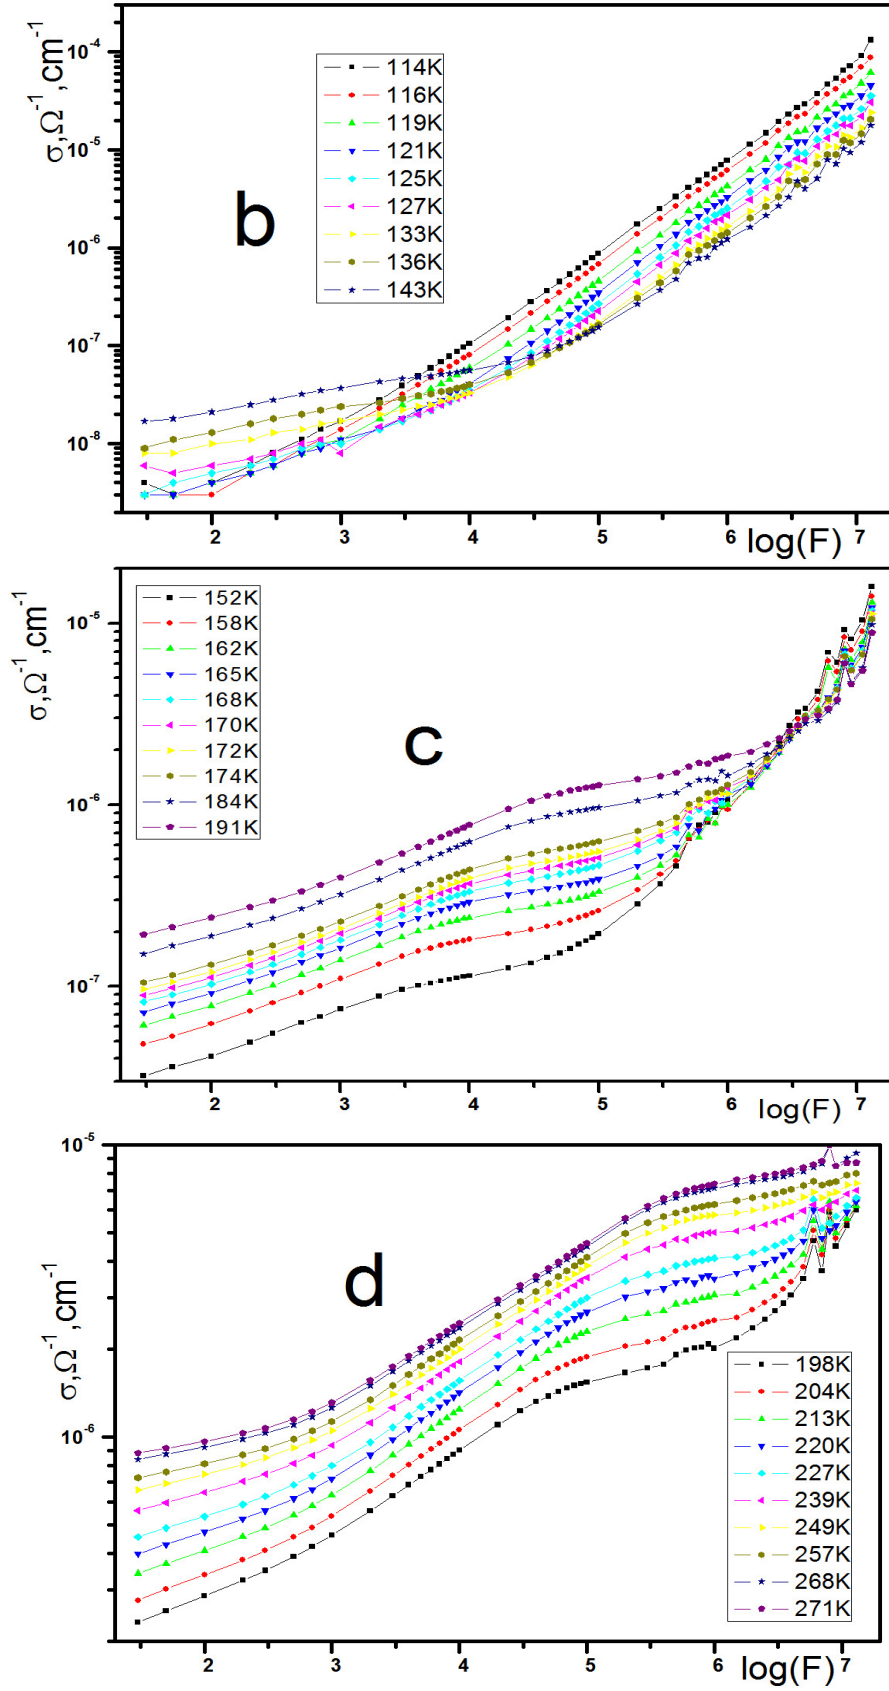 10⁻⁴
10⁻⁵
10⁻⁶
10⁻⁷
10⁻⁸
σ,Ω⁻¹,cm⁻¹
114K
116K
119K
121K
125K
127K
133K
136K
143K
b
2 3 4 5 6 7
log(F)
10⁻⁵
10⁻⁶
10⁻⁷
σ,Ω⁻¹,cm⁻¹
152K
158K
162K
165K
168K
170K
172K
174K
184K
191K
c
2 3 4 5 6 7
log(F)
10⁻⁵
10⁻⁶
σ,Ω⁻¹,cm⁻¹
d
198K
204K
213K
220K
227K
239K
249K
257K
268K
271K
2 3 4 5 6 7
log(F)